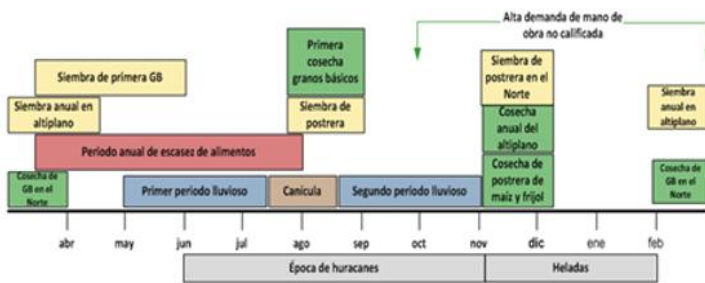 Alta demanda de mano de
obra no calificada
Siembra de primera GB
Primera
cosecha
granos básicos
Siembra de
postrera en el
Norte
Siembra anual en
altiplano
Siembra de
postrera
Siembra
anual en
altiplano
Cosecha
anual del
altiplano
Periodo anual de escasez de alimentos
Cosecha de
GB en el
Norte
Primer periodo lluvioso
Canícula
Segundo periodo lluvioso
Cosecha de
postrera de
maíz y frijol
Cosecha de
GB en el
Norte
abr may jun jul ago sep oct nov dic ene feb
Época de huracanes
Heladas